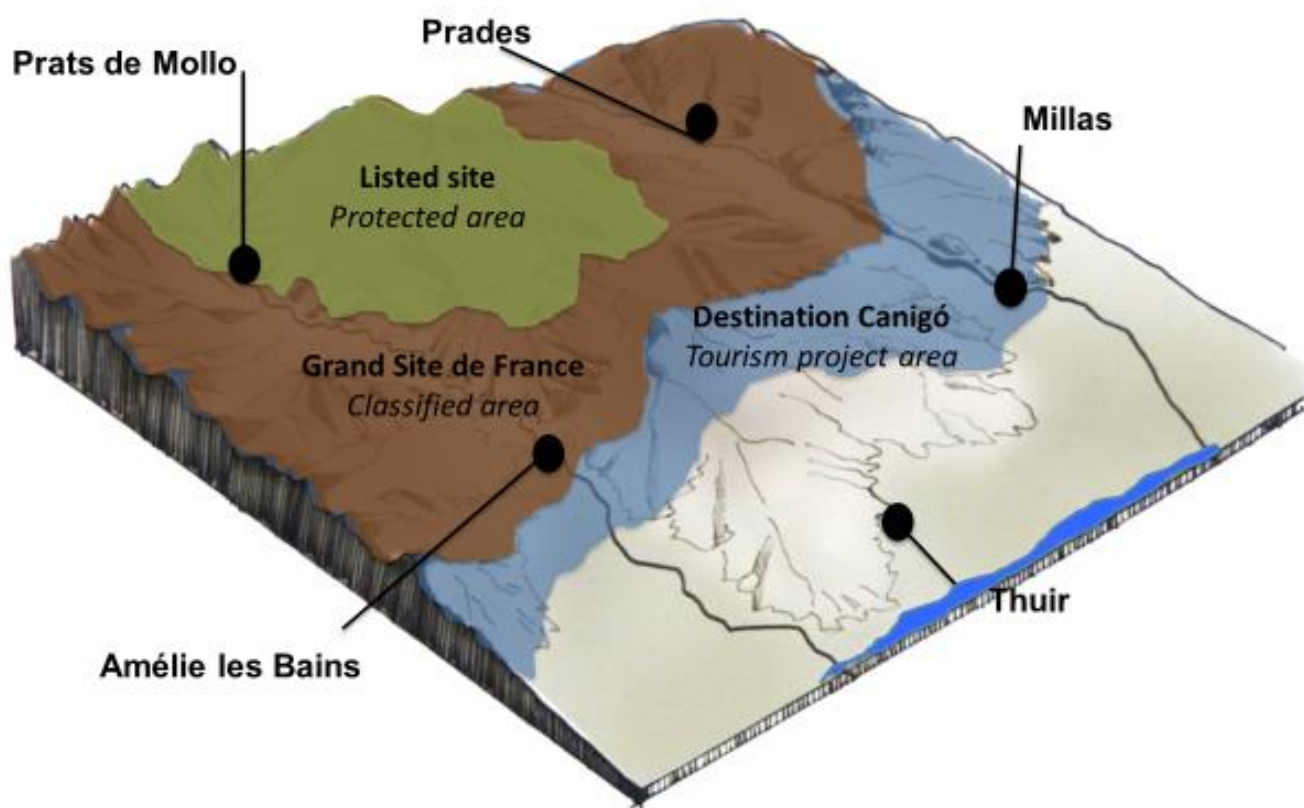 Prades
Prats de Mollo
Millas
Listed site
Protected area
Destination Canigó
Tourism project area
Grand Site de France
Classified area
Thuir
Amélie les Bains